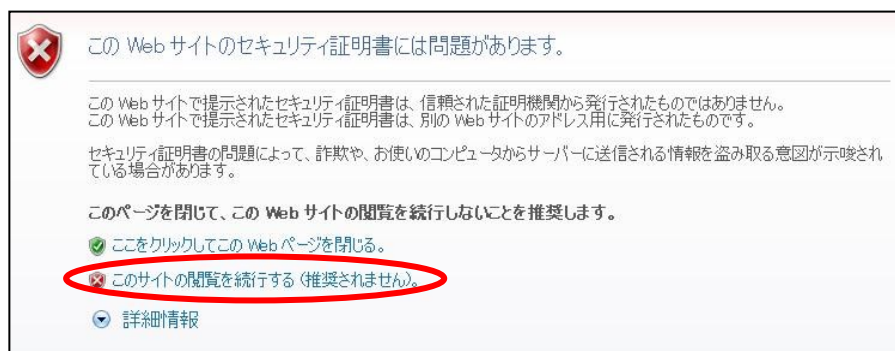 この Web サイトのセキュリティ証明書には問題があります。
この Web サイトで提示されたセキュリティ証明書は、信頼された証明機関から発行されたものではありません。
この Web サイトで提示されたセキュリティ証明書は、別の Web サイトのアドレス用に発行されたものです。
セキュリティ証明書の問題によって、詐欺や、お使いのコンピュータからサーバーに送信される情報を盗み取る意図が示唆され
ている場合があります。
このページを閉じて、この Web サイトの閲覧を続行しないことを推奨します。
ここをクリックしてこの Web ページを閉じる。
このサイトの閲覧を続行する (推奨されません)。
詳細情報